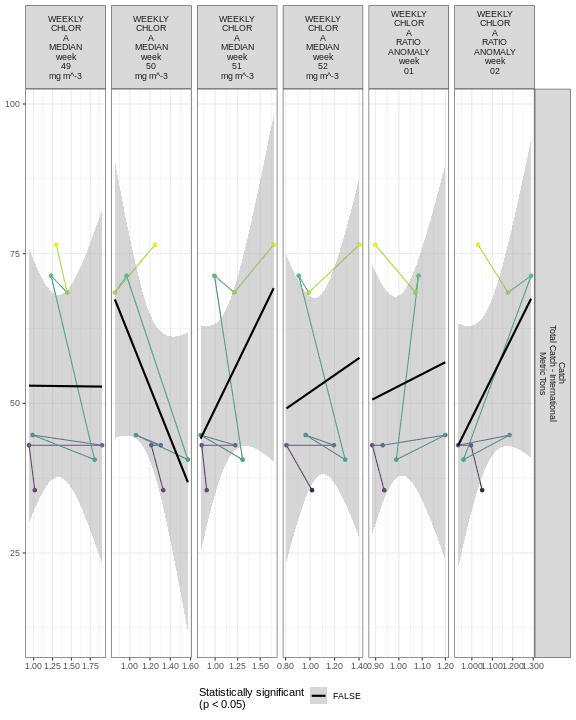 WEEKLY
CHLOR
A
MEDIAN
week
49
mg m^-3
WEEKLY
CHLOR
A
MEDIAN
week
50
mg m^-3
WEEKLY
CHLOR
A
MEDIAN
week
51
mg m^-3
WEEKLY
CHLOR
A
MEDIAN
week
52
mg m^-3
WEEKLY
CHLOR
A
RATIO
ANOMALY
week
01
WEEKLY
CHLOR
A
RATIO
ANOMALY
week
02
100
75
50
25
Catch
Total Catch - International
Metric Tons
1.00 1.25 1.50 1.75
1.00 1.20 1.40 1.60
1.00 1.25 1.50
0.80 1.00 1.20 1.40
0.90 1.00 1.10 1.20
1.000 1.100 1.200 1.300
Statistically significant
(p < 0.05)
FALSE